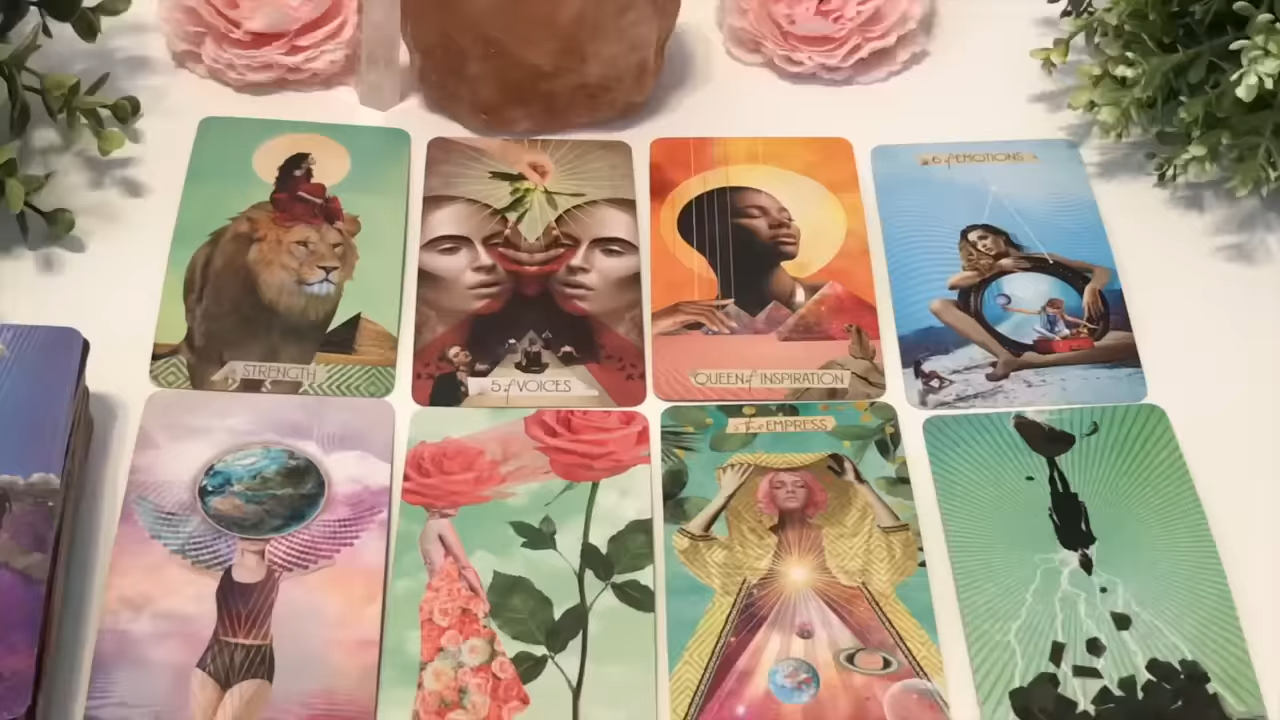 STRENGTH
5 of VOICES
QUEEN of INSPIRATION
6 of EMOTIONS
the EMPRESS